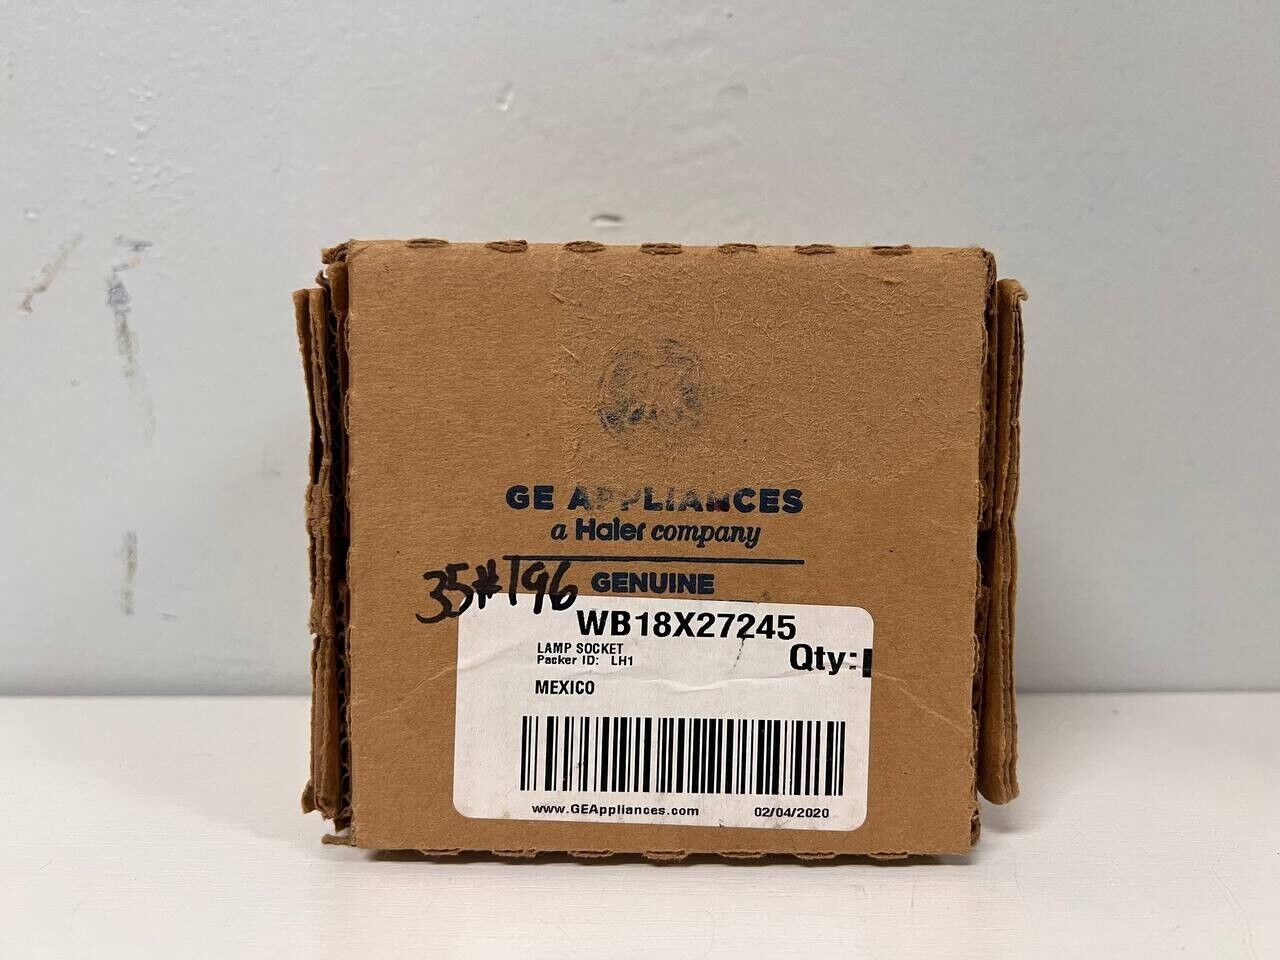 GE APPLIANCES
a Haier company
GENUINE
35#196
WB18X27245
LAMP SOCKET
Packer ID: LH1
Qty:
MEXICO
www.GEAppliances.com
02/04/2020